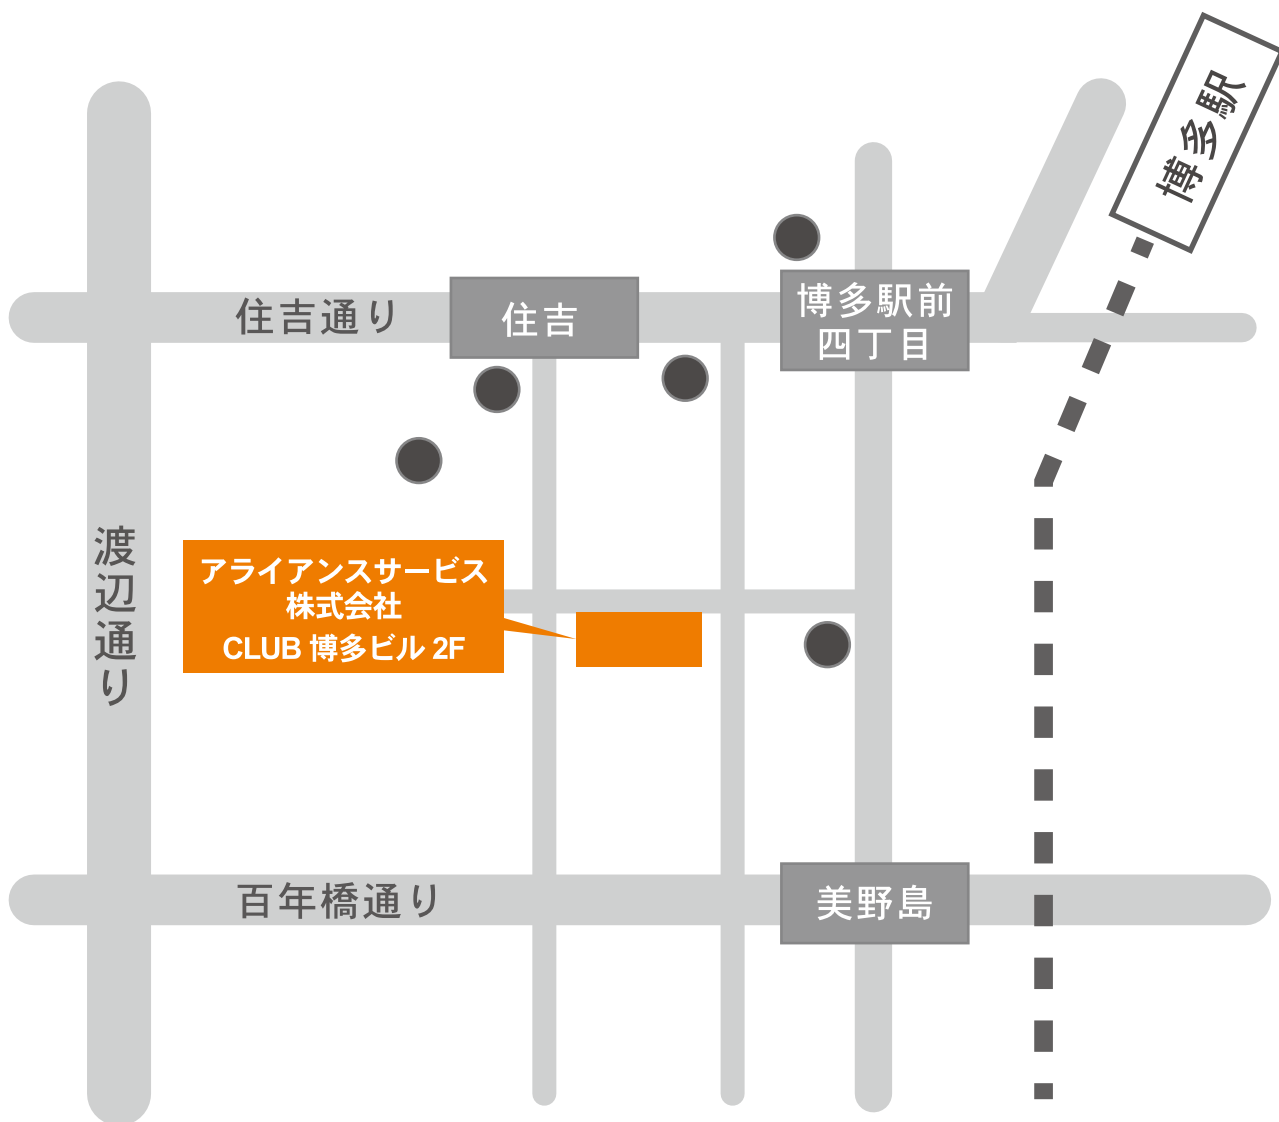 博多駅
住吉通り
住吉
博多駅前
四丁目
渡辺通り
アライアンスサービス
株式会社
CLUB 博多ビル 2F
百年橋通り
美野島